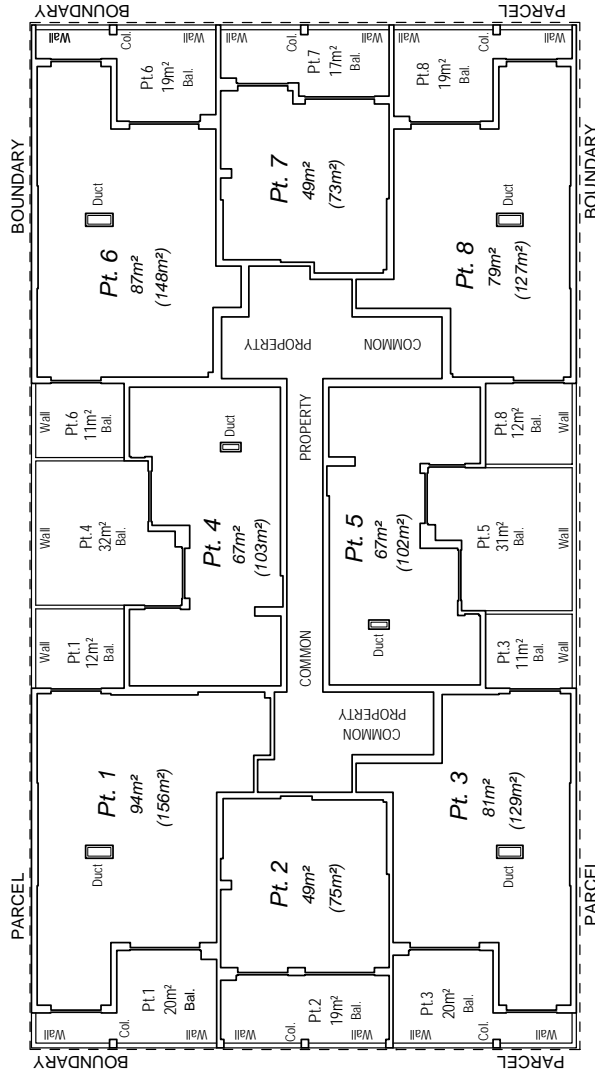 BOUNDARY
PARCEL
Wall
Col.
Wall
Wall
Col.
Wall
Wall
Col.
Wall
Pt.6
19m²
Bal.
Pt.7
17m²
Bal.
Pt.8
19m²
Bal.
BOUNDARY
BOUNDARY
Duct
Pt. 6
87m²
(148m²)
Pt. 7
49m²
(73m²)
Duct
Pt. 8
79m²
(127m²)
PROPERTY
COMMON
Wall
Pt.6
11m²
Bal.
PROPERTY
Pt.8
12m²
Bal.
Wall
Duct
Wall
Pt.4
32m²
Bal.
Pt. 4
67m²
(103m²)
Pt. 5
67m²
(102m²)
Pt.5
31m²
Bal.
Wall
Duct
Wall
Pt.1
12m²
Bal.
COMMON
Pt.3
11m²
Bal.
Wall
COMMON
PROPERTY
Pt. 1
94m²
(156m²)
Duct
Pt. 2
49m²
(75m²)
Pt. 3
81m²
(129m²)
Duct
PARCEL
PARCEL
Pt.1
20m²
Bal.
Pt.2
19m²
Bal.
Pt.3
20m²
Bal.
Wall
Col.
Wall
Wall
Col.
Wall
Wall
Col.
Wall
BOUNDARY
PARCEL